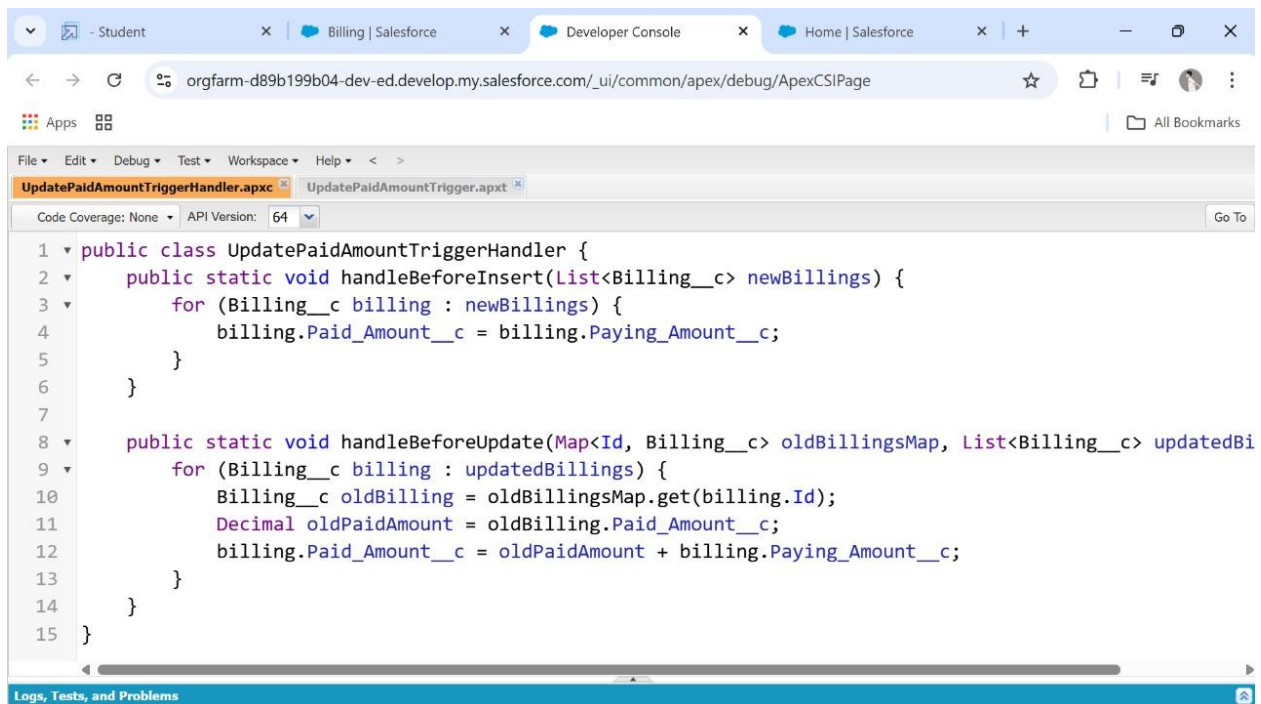 - Student
Billing | Salesforce
Developer Console
Home | Salesforce
orgfarm-d89b199b04-dev-ed.develop.my.salesforce.com/_ui/common/apex/debug/ApexCSIPage
Apps
All Bookmarks
File Edit Debug Test Workspace Help < >
UpdatePaidAmountTriggerHandler.apxc UpdatePaidAmountTrigger.apxt
Code Coverage: None API Version: 64 Go To
1 public class UpdatePaidAmountTriggerHandler {
2 public static void handleBeforeInsert(List<Billing__c> newBillings) {
3 for (Billing__c billing : newBillings) {
4 billing.Paid_Amount__c = billing.Paying_Amount__c;
5 }
6 }
7
8 public static void handleBeforeUpdate(Map<Id, Billing__c> oldBillingsMap, List<Billing__c> updatedBi
9 for (Billing__c billing : updatedBillings) {
10 Billing__c oldBilling = oldBillingsMap.get(billing.Id);
11 Decimal oldPaidAmount = oldBilling.Paid_Amount__c;
12 billing.Paid_Amount__c = oldPaidAmount + billing.Paying_Amount__c;
13 }
14 }
15 }
Logs, Tests, and Problems